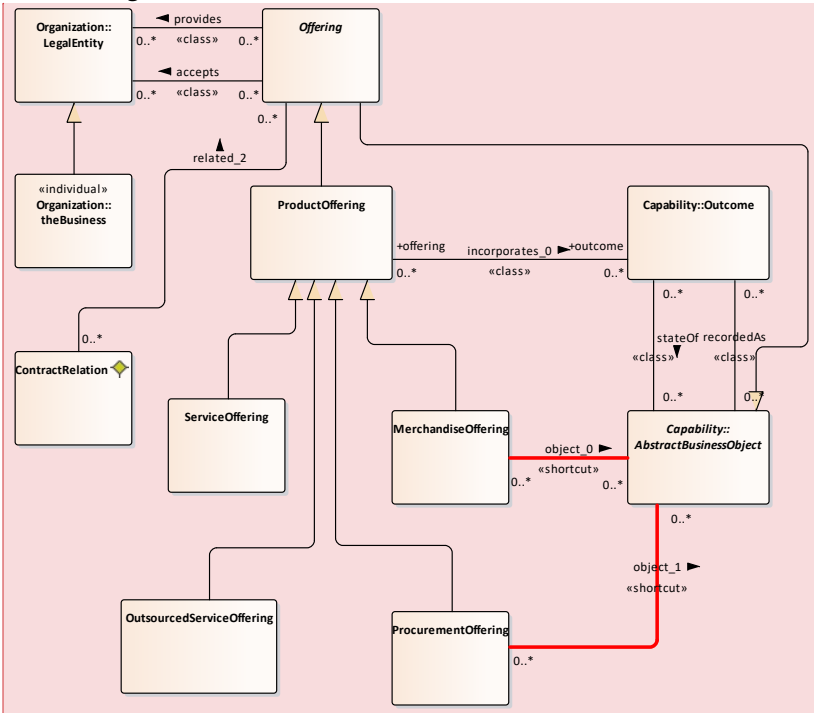 Organization::
LegalEntity
provides
0..*
«class»
0..*
accepts
0..*
«class»
0..*
Offering
0..*
related_2
«individual»
Organization::
theBusiness
ProductOffering
+offering
incorporates_0
+outcome
0..*
«class»
0..*
Capability::Outcome
0..*
0..*
stateOf
recordedAs
«class»
«class»
0..*
0..*
0..*
ContractRelation
ServiceOffering
MerchandiseOffering
object_0
«shortcut»
0..*
0..*
Capability::
AbstractBusinessObject
0..*
object_1
«shortcut»
OutsourcedServiceOffering
ProcurementOffering
0..*